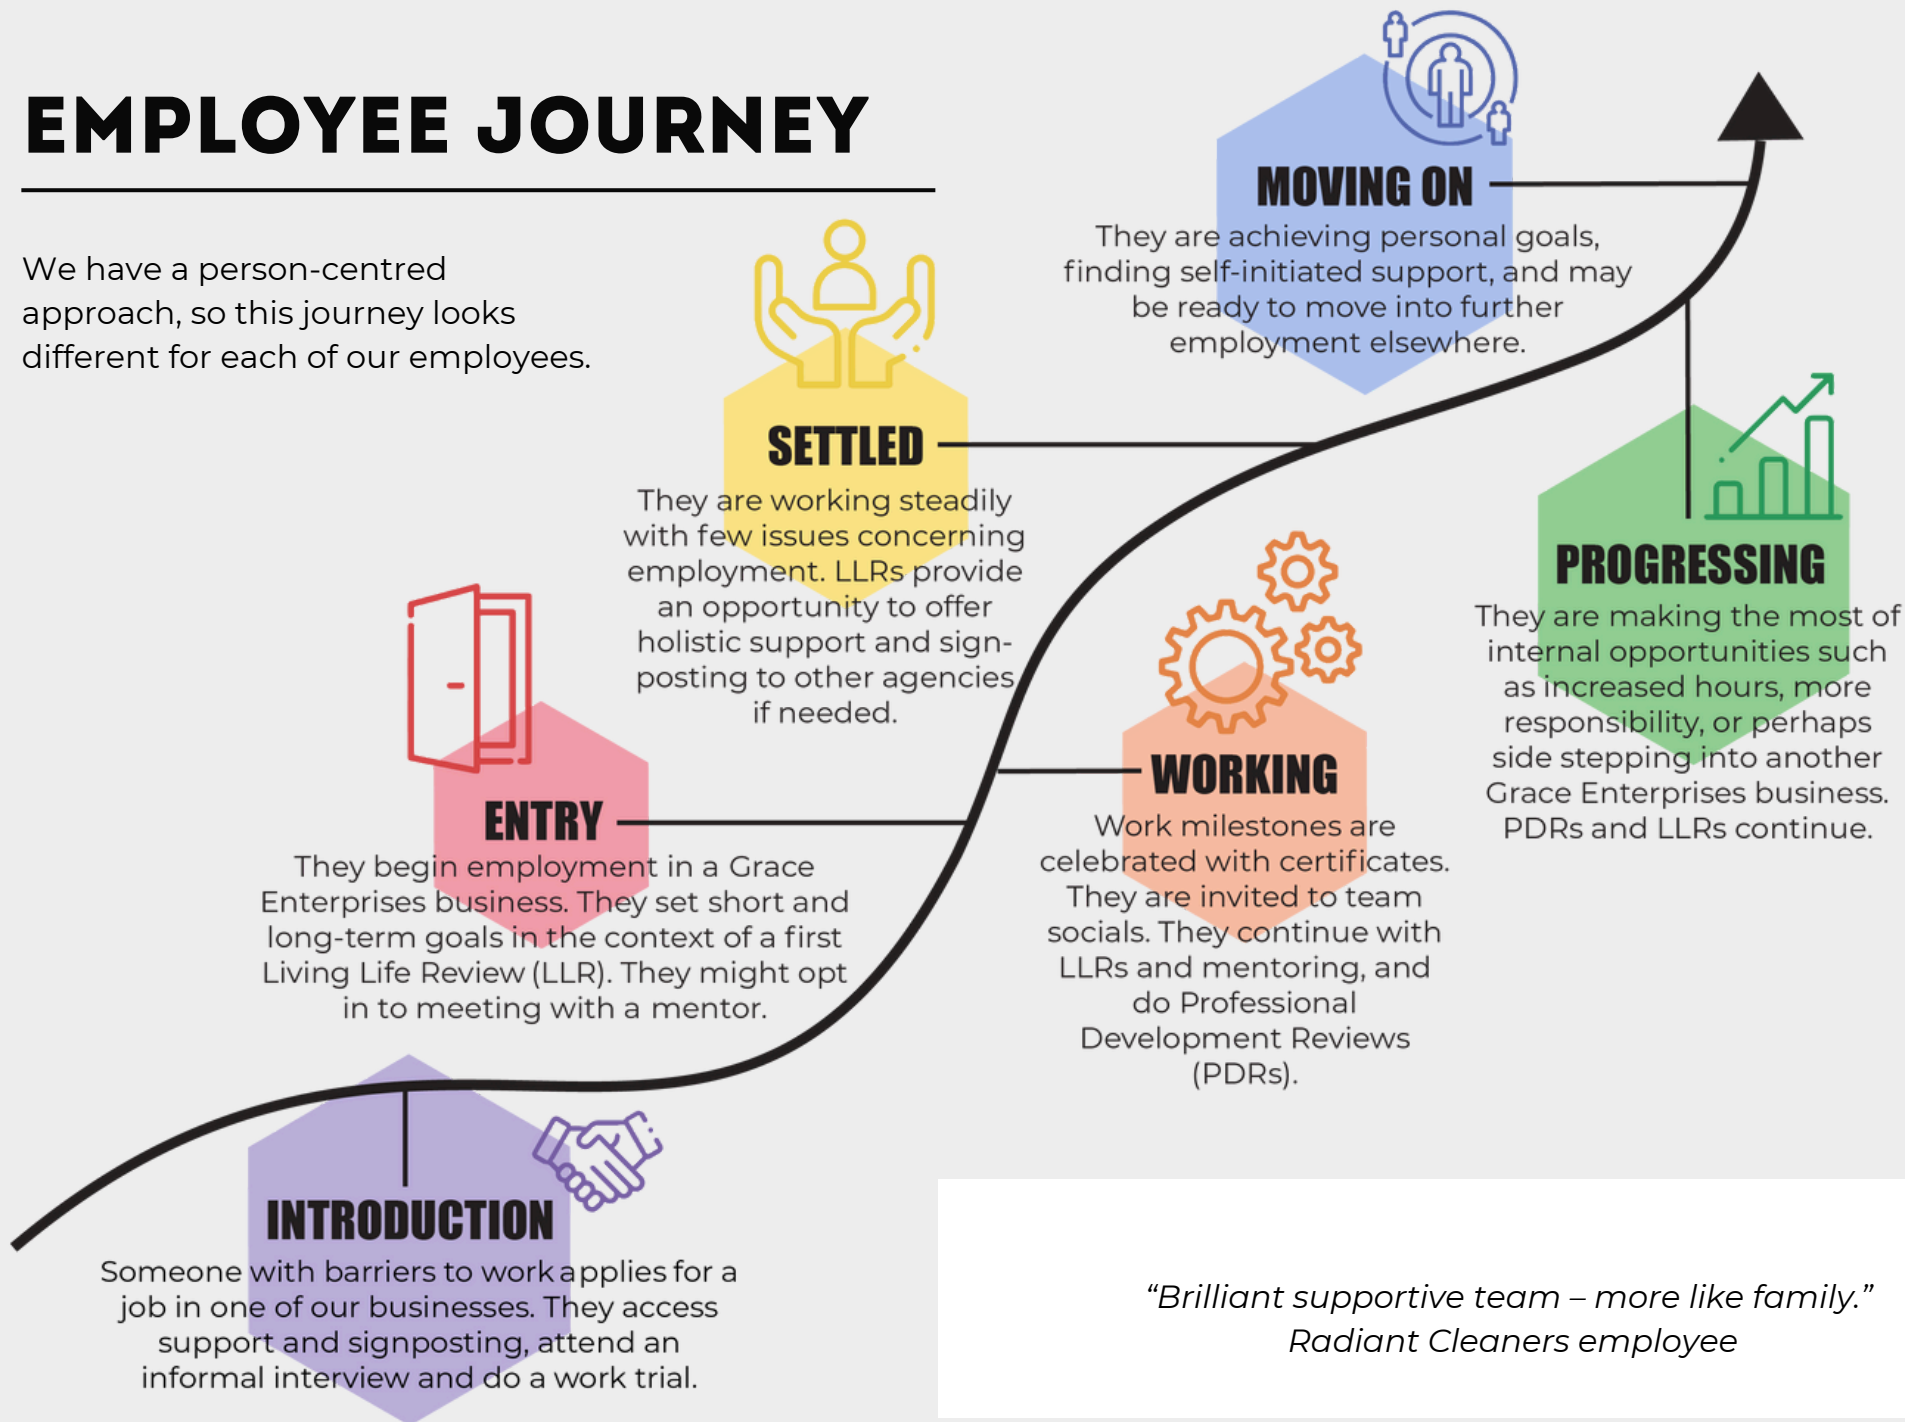 EMPLOYEE JOURNEY
We have a person-centred
approach, so this journey looks
different for each of our employees.
MOVING ON
They are achieving personal goals,
finding self-initiated support, and may
be ready to move into further
employment elsewhere.
SETTLED
They are working steadily
with few issues concerning
employment. LLRs provide
an opportunity to offer
holistic support and sign-
posting to other agencies
if needed.
PROGRESSING
They are making the most of
internal opportunities such
as increased hours, more
responsibility, or perhaps
side stepping into another
Grace Enterprises business.
PDRs and LLRs continue.
ENTRY
They begin employment in a Grace
Enterprises business. They set short and
long-term goals in the context of a first
Living Life Review (LLR). They might opt
in to meeting with a mentor.
WORKING
Work milestones are
celebrated with certificates.
They are invited to team
socials. They continue with
LLRs and mentoring, and
do Professional
Development Reviews
(PDRs).
INTRODUCTION
Someone with barriers to work applies for a
job in one of our businesses. They access
support and signposting, attend an
informal interview and do a work trial.
“Brilliant supportive team – more like family.”
Radiant Cleaners employee